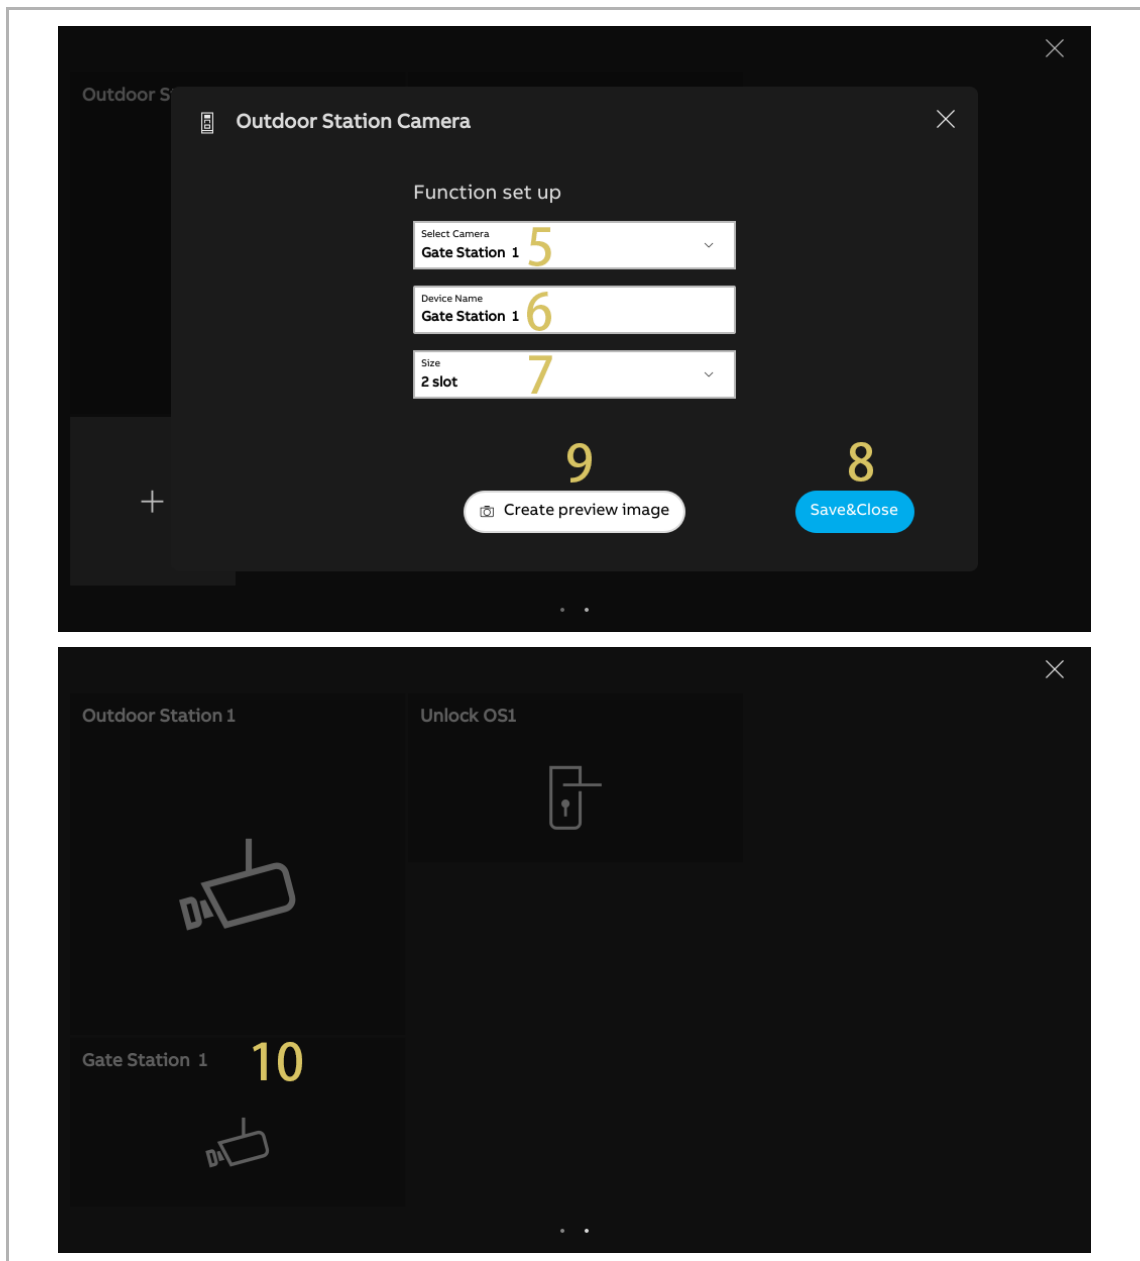 Outdoor S
Outdoor Station Camera
Function set up
Select Camera
Gate Station 1
5
Device Name
Gate Station 1
6
Size
2 slot
7
9
8
Create preview image
Save&Close
Outdoor Station 1
Unlock OS1
Gate Station 1
10